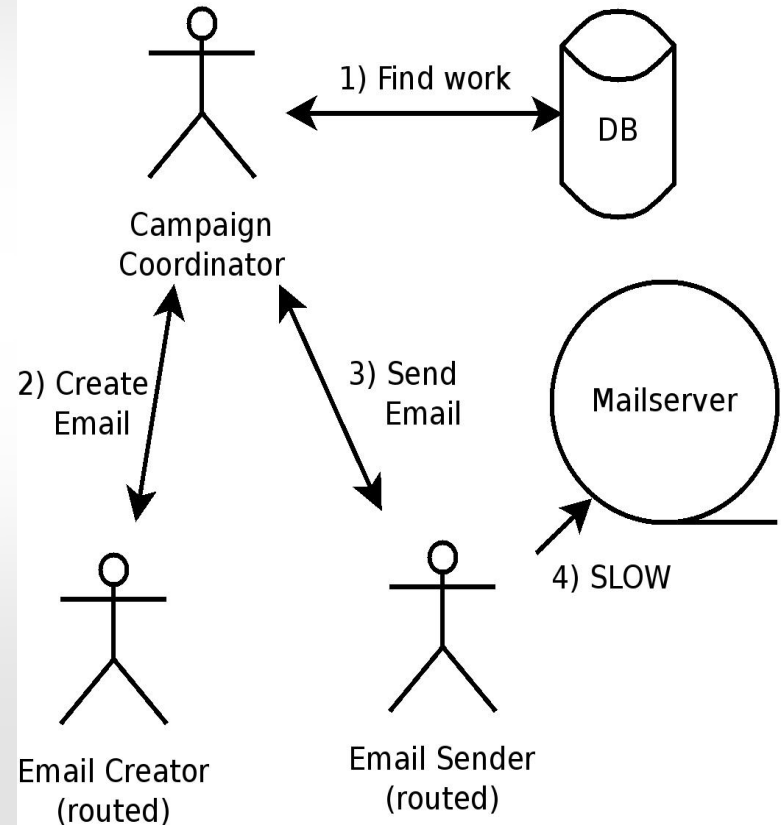 1) Find work
DB
Campaign
Coordinator
2) Create
Email
3) Send
Email
Mailserver
4) SLOW
Email Creator
(routed)
Email Sender
(routed)